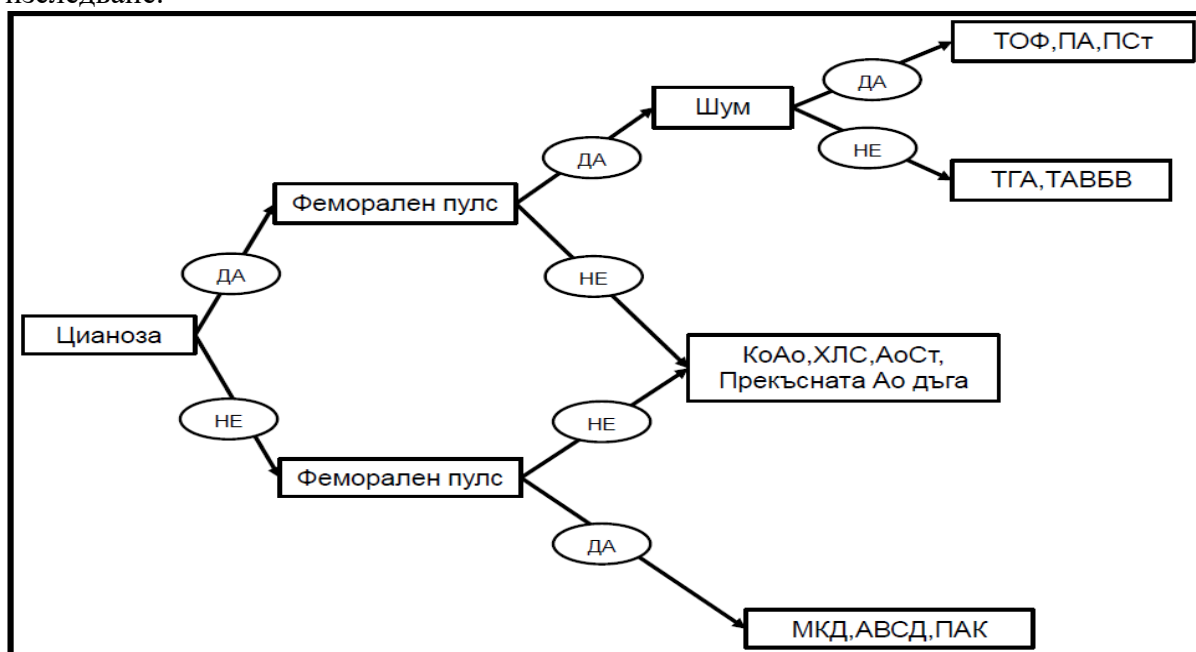 изследване.
ТОФ,ПА,ПСт
ДА
Шум
ДА
НЕ
ТГА,ТАВБВ
Феморален пулс
ДА
НЕ
Цианоза
КоАо,ХЛС,АоСт,
Прекъсната Ао дъга
НЕ
НЕ
Феморален пулс
ДА
МКД,АВСД,ПАК